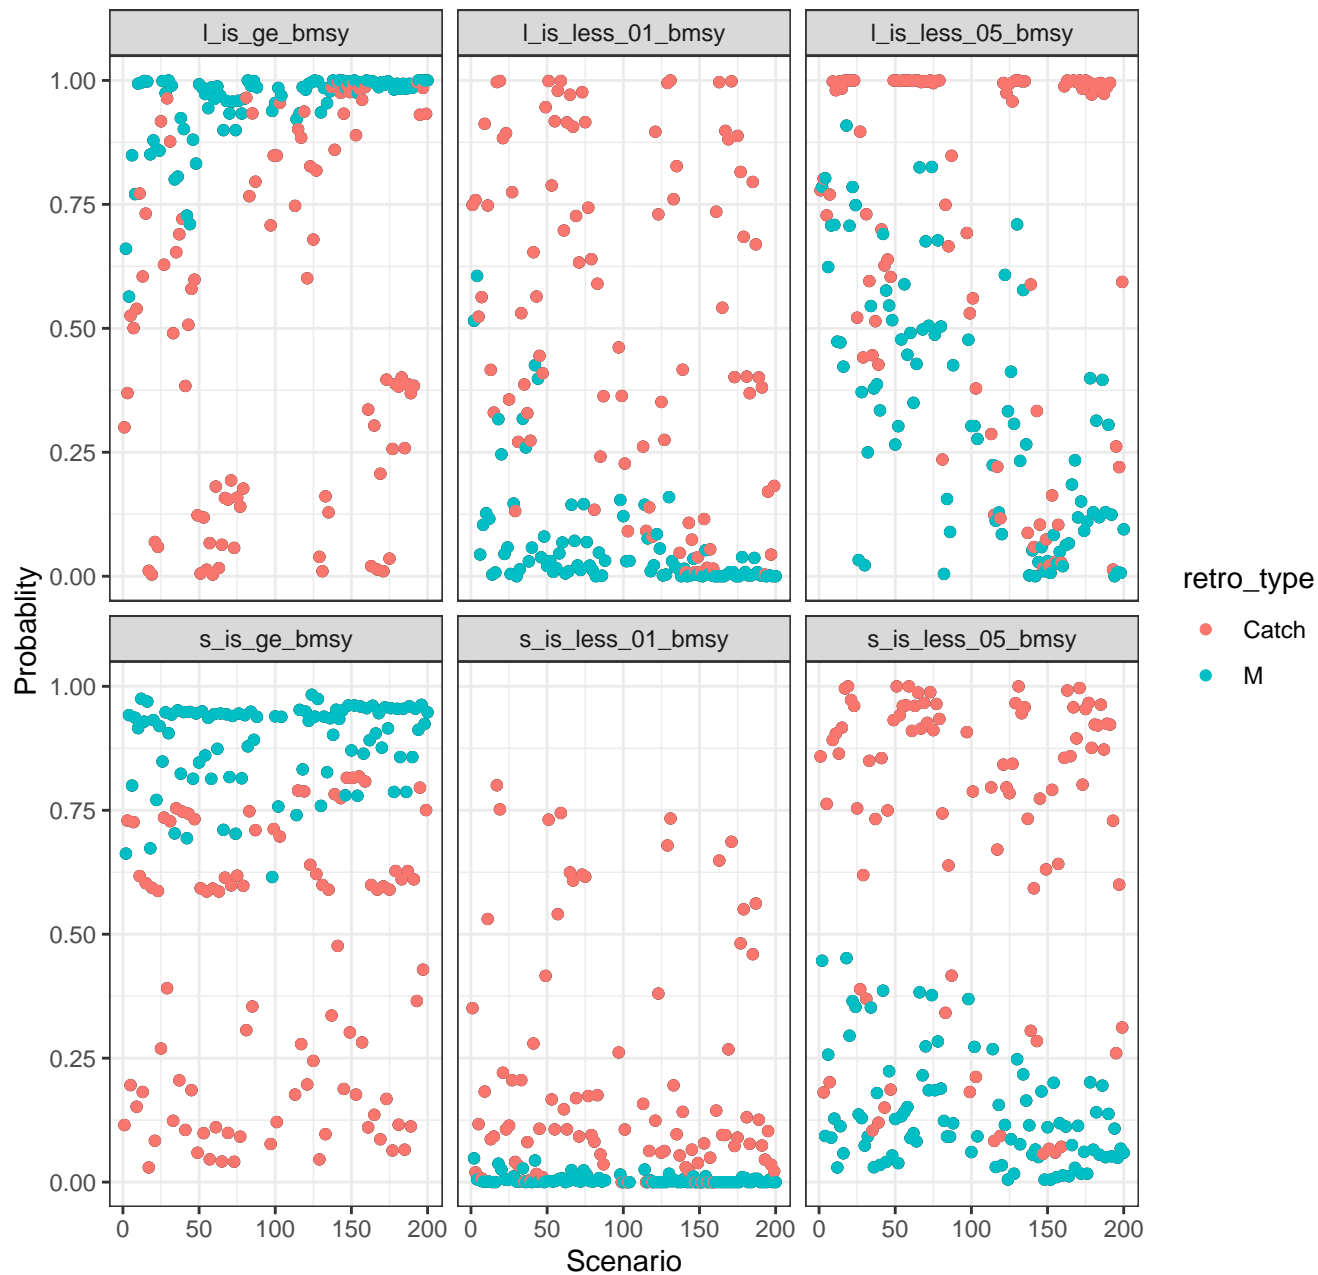 l_is_ge_bmsy l_is_less_01_bmsy l_is_less_05_bmsy
1.00
0.75
0.50
0.25
0.00
s_is_ge_bmsy s_is_less_01_bmsy s_is_less_05_bmsy
1.00
0.75
0.50
0.25
0.00
0 50 100 150 200 0 50 100 150 200 0 50 100 150 200
Scenario
Probablity
retro_type
Catch
M